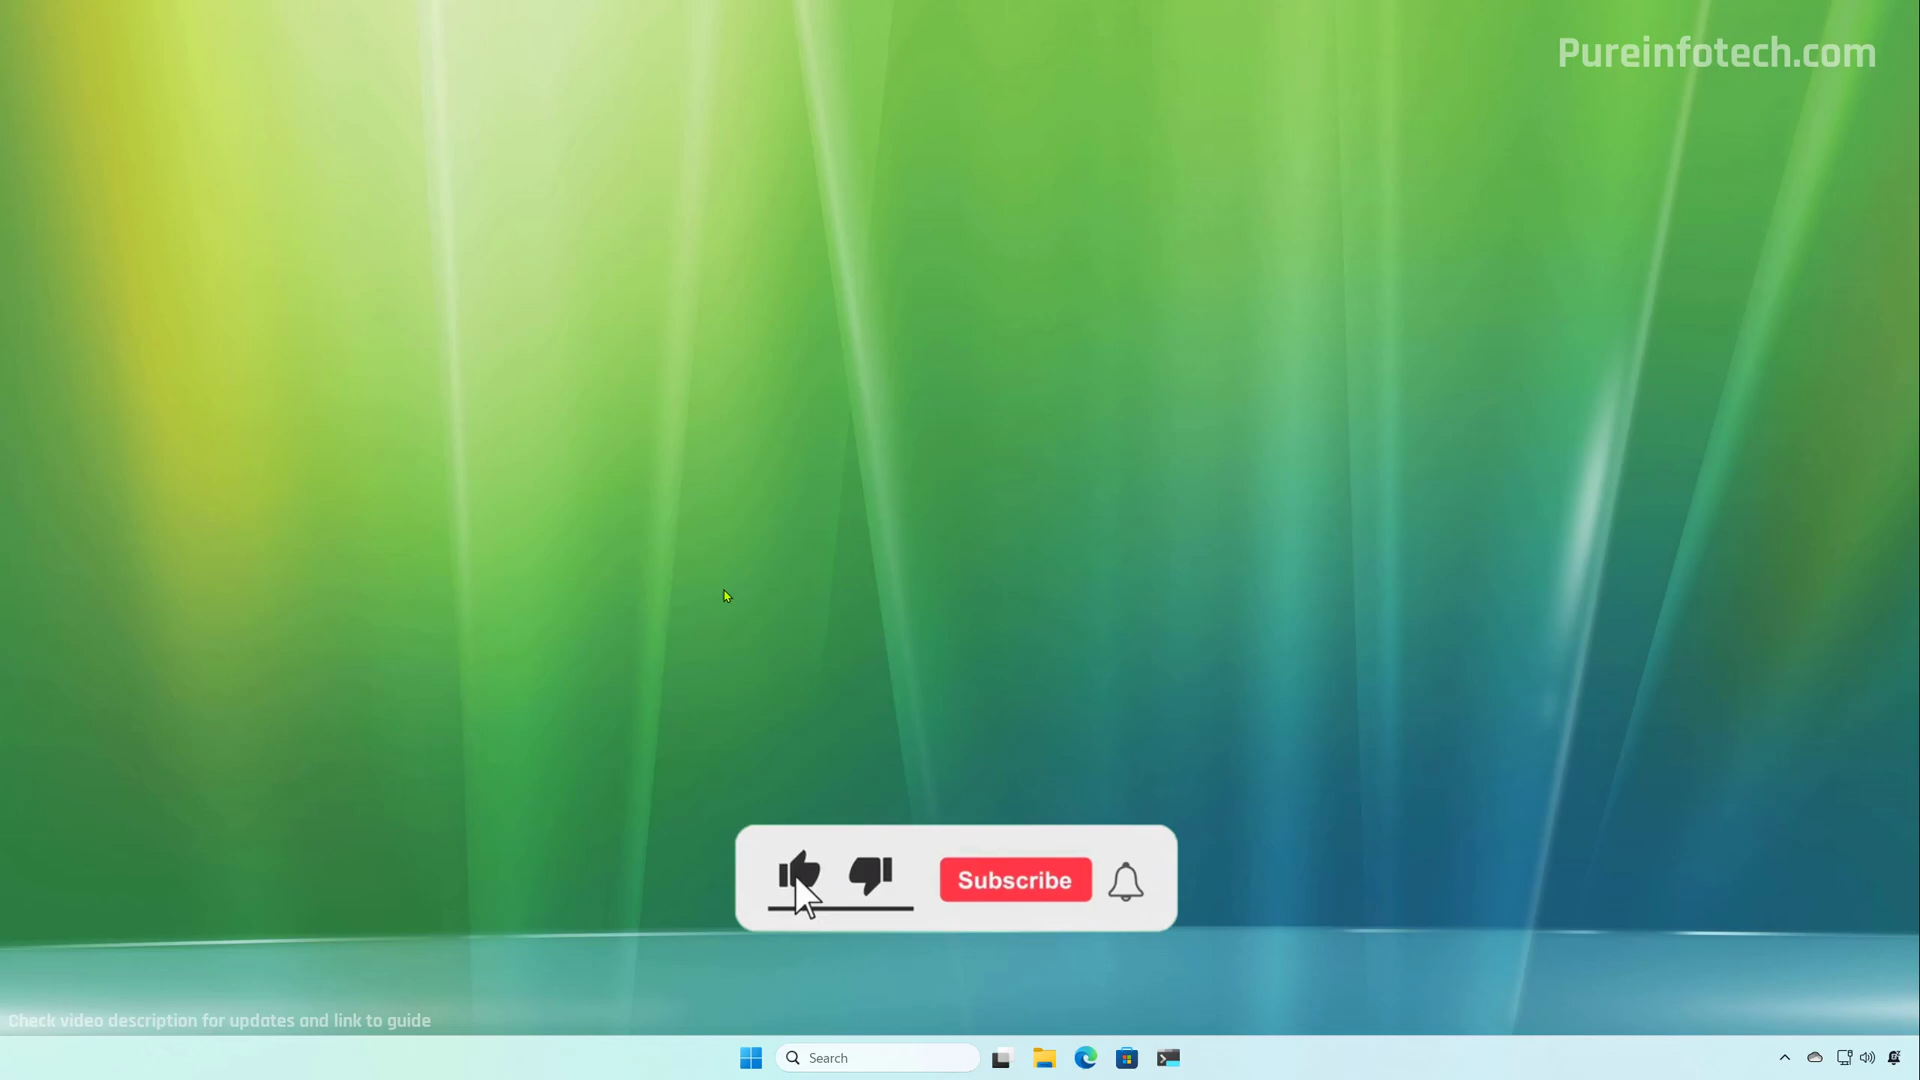 Pureinfotech.com
Subscribe
Check video description for updates and link to guide
Search